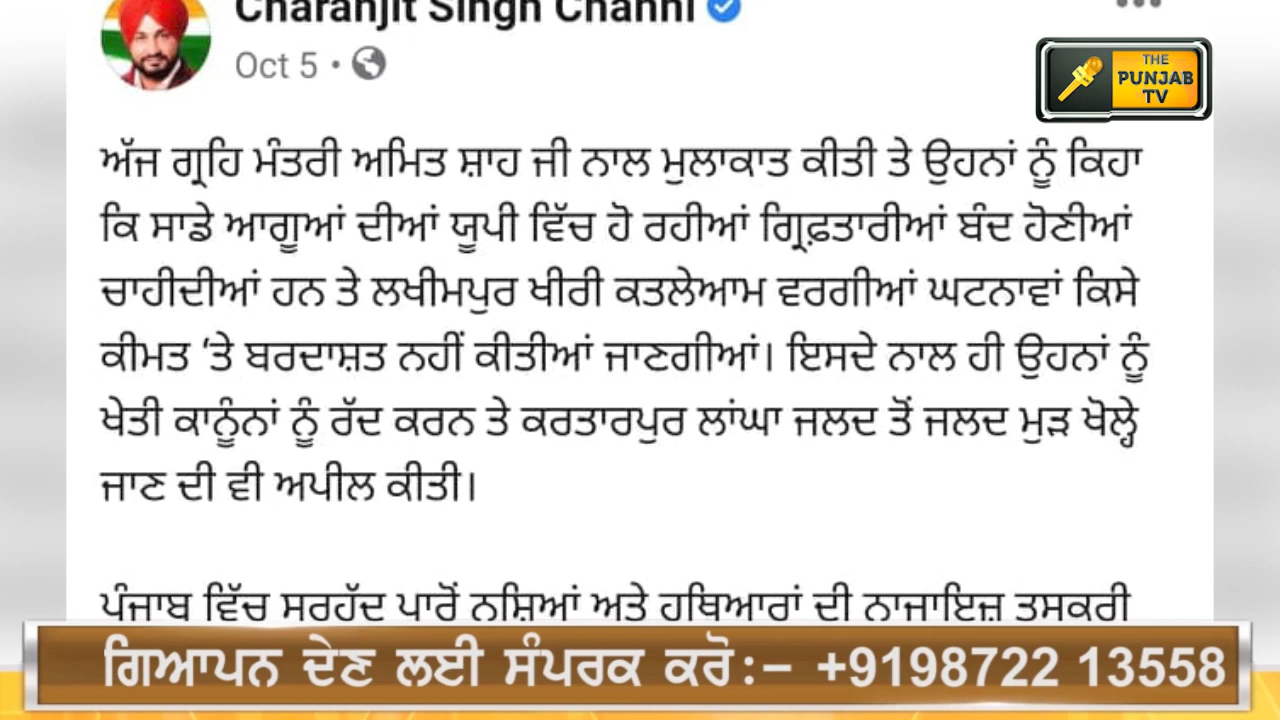 Charanjit Singh Channi
Oct 5 •
THE
PUNJAB
TV
ਅੱਜ ਗ੍ਰਹਿ ਮੰਤਰੀ ਅਮਿਤ ਸ਼ਾਹ ਜੀ ਨਾਲ ਮੁਲਾਕਾਤ ਕੀਤੀ ਤੇ ਉਹਨਾਂ ਨੂੰ ਕਿਹਾ
ਕਿ ਸਾਡੇ ਆਗੂਆਂ ਦੀਆਂ ਯੂਪੀ ਵਿੱਚ ਹੋ ਰਹੀਆਂ ਗ੍ਰਿਫ਼ਤਾਰੀਆਂ ਬੰਦ ਹੋਣੀਆਂ
ਚਾਹੀਦੀਆਂ ਹਨ ਤੇ ਲਖੀਮਪੁਰ ਖੀਰੀ ਕਤਲੇਆਮ ਵਰਗੀਆਂ ਘਟਨਾਵਾਂ ਕਿਸੇ
ਕੀਮਤ ‘ਤੇ ਬਰਦਾਸ਼ਤ ਨਹੀਂ ਕੀਤੀਆਂ ਜਾਣਗੀਆਂ। ਇਸਦੇ ਨਾਲ ਹੀ ਉਹਨਾਂ ਨੂੰ
ਖੇਤੀ ਕਾਨੂੰਨਾਂ ਨੂੰ ਰੱਦ ਕਰਨ ਤੇ ਕਰਤਾਰਪੁਰ ਲਾਂਘਾ ਜਲਦ ਤੋਂ ਜਲਦ ਮੁੜ ਖੋਲ੍ਹੇ
ਜਾਣ ਦੀ ਵੀ ਅਪੀਲ ਕੀਤੀ।
ਪੰਜਾਬ ਵਿੱਚ ਸਰਹੱਦ ਪਾਰੋਂ ਨਸ਼ਿਆਂ ਅਤੇ ਹਥਿਆਰਾਂ ਦੀ ਨਾਜਾਇਜ਼ ਤਸਕਰੀ
ਗਿਆਪਨ ਦੇਣ ਲਈ ਸੰਪਰਕ ਕਰੋ:– +9198722 13558